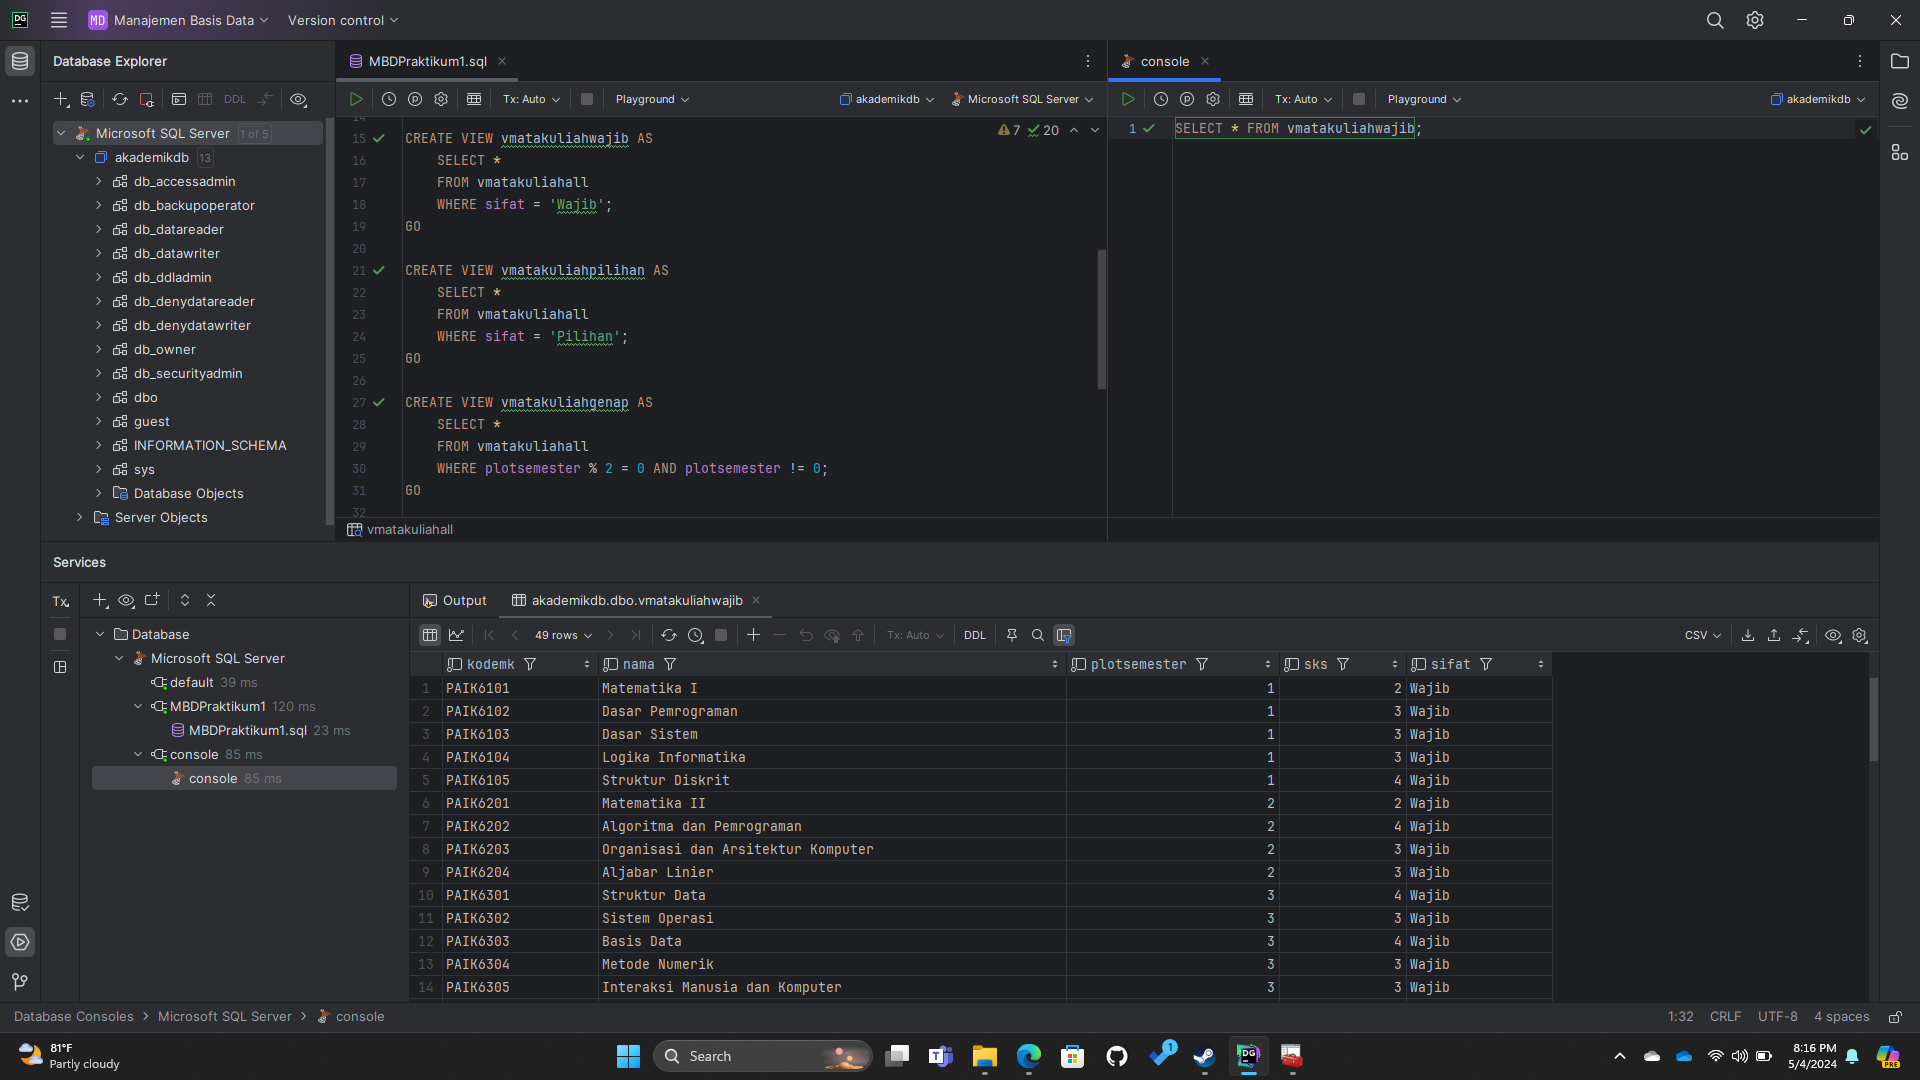 DG
MD Manajemen Basis Data
Version control
Database Explorer
DDL
Microsoft SQL Server 1 of 5
akademikdb 13
db_accessadmin
db_backupoperator
db_datareader
db_datawriter
db_ddladmin
db_denydatareader
db_denydatawriter
db_owner
db_securityadmin
dbo
guest
INFORMATION_SCHEMA
sys
Database Objects
Server Objects
MBDPraktikum1.sql
Tx: Auto
Playground
akademikdb
Microsoft SQL Server
7 20
14
15 CREATE VIEW vmatakuliahwajib AS
16 SELECT *
17 FROM vmatakuliahall
18 WHERE sifat = 'Wajib';
19 GO
20
21 CREATE VIEW vmatakuliahpilihan AS
22 SELECT *
23 FROM vmatakuliahall
24 WHERE sifat = 'Pilihan';
25 GO
26
27 CREATE VIEW vmatakuliahgenap AS
28 SELECT *
29 FROM vmatakuliahall
30 WHERE plotsemester % 2 = 0 AND plotsemester != 0;
31 GO
32
vmatakuliahall
console
Tx: Auto
Playground
akademikdb
1 SELECT * FROM vmatakuliahwajib;
Services
Tx
Database
Microsoft SQL Server
default 39 ms
MBDPraktikum1 120 ms
MBDPraktikum1.sql 23 ms
console 85 ms
console 85 ms
Output
akademikdb.dbo.vmatakuliahwajib
49 rows
Tx: Auto
DDL
CSV
kodemk nama plotsemester sks sifat
1 PAIK6101 Matematika I 1 2 Wajib
2 PAIK6102 Dasar Pemrograman 1 3 Wajib
3 PAIK6103 Dasar Sistem 1 3 Wajib
4 PAIK6104 Logika Informatika 1 3 Wajib
5 PAIK6105 Struktur Diskrit 1 4 Wajib
6 PAIK6201 Matematika II 2 2 Wajib
7 PAIK6202 Algoritma dan Pemrograman 2 4 Wajib
8 PAIK6203 Organisasi dan Arsitektur Komputer 2 3 Wajib
9 PAIK6204 Aljabar Linier 2 3 Wajib
10 PAIK6301 Struktur Data 3 4 Wajib
11 PAIK6302 Sistem Operasi 3 3 Wajib
12 PAIK6303 Basis Data 3 4 Wajib
13 PAIK6304 Metode Numerik 3 3 Wajib
14 PAIK6305 Interaksi Manusia dan Komputer 3 3 Wajib
Database Consoles > Microsoft SQL Server > console
1:32 CRLF UTF-8 4 spaces
81°F
Partly cloudy
Search
1
DG
8:16 PM
5/4/2024
PRE